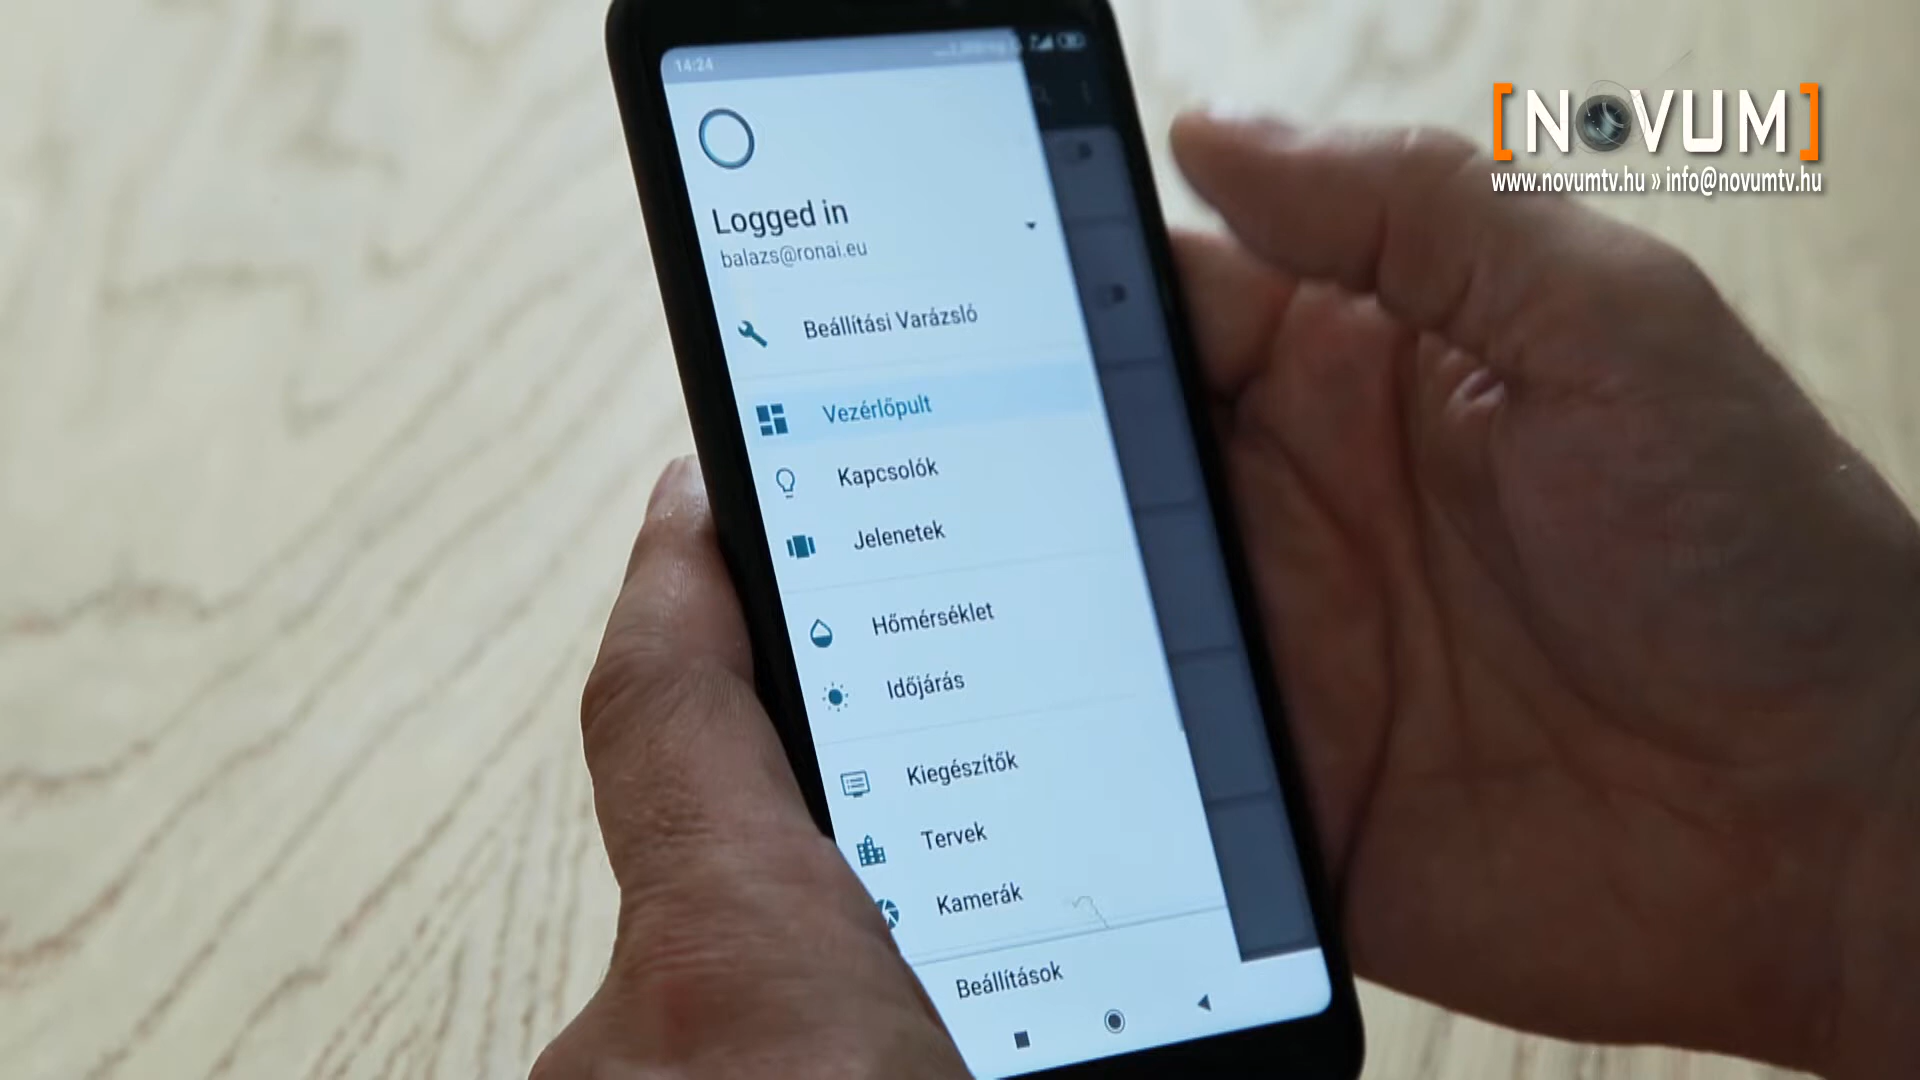 14:24
[NOVUM]
www.novumtv.hu » info@novumtv.hu
Logged in
balazs@ronai.eu
Beállítási Varázsló
Vezérlőpult
Kapcsolók
Jelenetek
Hőmérséklet
Időjárás
Kiegészítők
Tervek
Kamerák
Beállítások